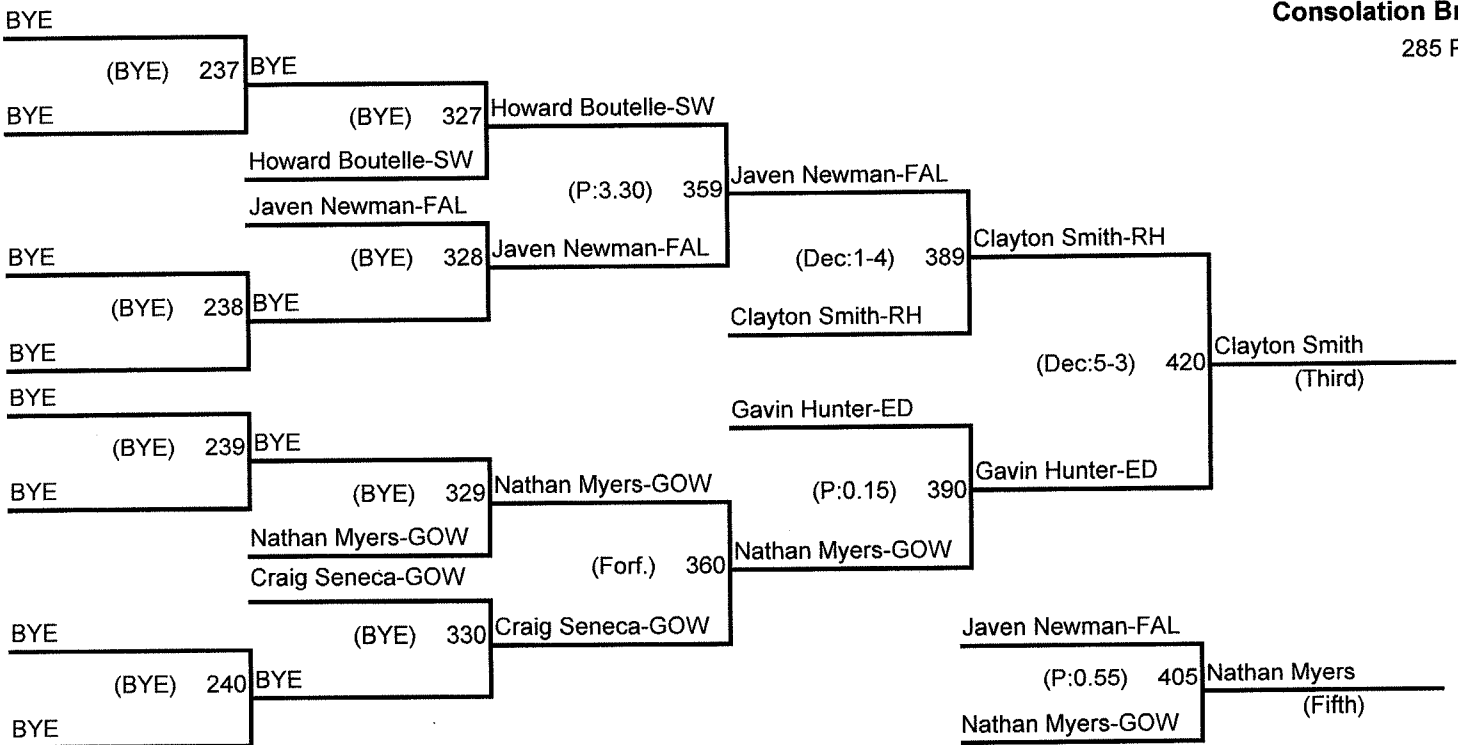 Consolation
285
BYE
(BYE) 237 BYE
BYE
(BYE) 327 Howard Boutelle-SW
Howard Boutelle-SW
(P:3.30) 359 Javen Newman-FAL
Javen Newman-FAL
BYE
(BYE) 328 Javen Newman-FAL
(BYE) 238 BYE
BYE
(Dec:1-4) 389 Clayton Smith-RH
Clayton Smith-RH
(Dec:5-3) 420 Clayton Smith
(Third)
BYE
(BYE) 239 BYE
BYE
(BYE) 329 Nathan Myers-GOW
Nathan Myers-GOW
Gavin Hunter-ED
(P:0.15) 390 Gavin Hunter-ED
(Forf.) 360 Nathan Myers-GOW
Craig Seneca-GOW
(BYE) 330 Craig Seneca-GOW
BYE
(BYE) 240 BYE
BYE
Javen Newman-FAL
(P:0.55) 405 Nathan Myers
(Fifth)
Nathan Myers-GOW